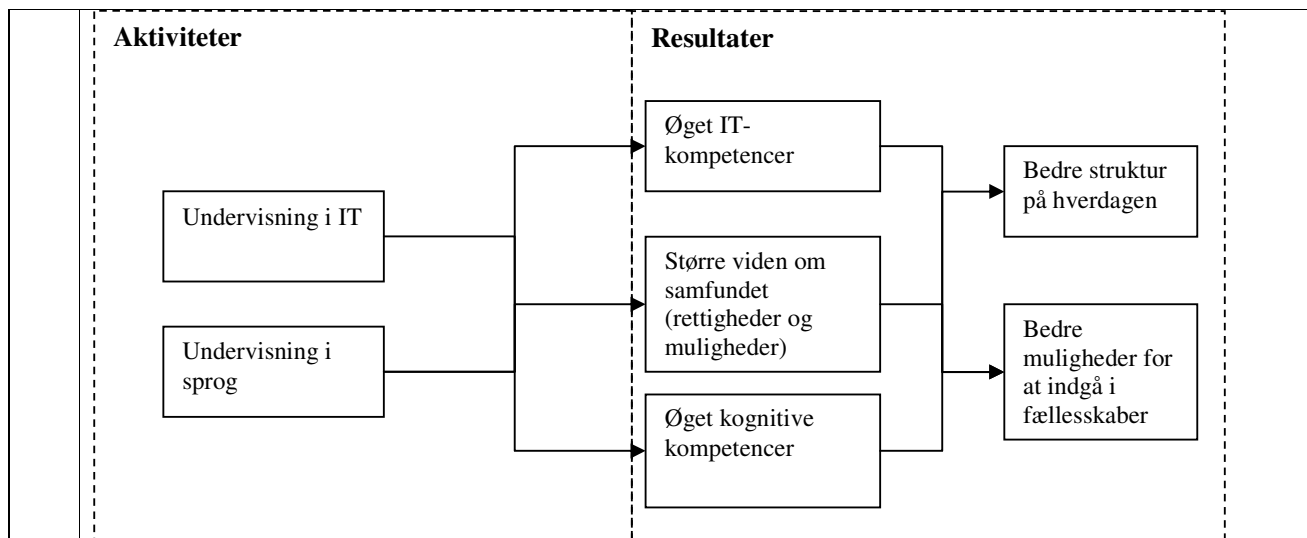 Aktiviteter
Resultater
Undervisning i IT
Undervisning i
sprog
Øget IT-
kompetencer
Større viden om
samfundet
(rettigheder og
muligheder)
Øget kognitive
kompetencer
Bedre struktur
på hverdagen
Bedre
muligheder for
at indgå i
fællesskaber